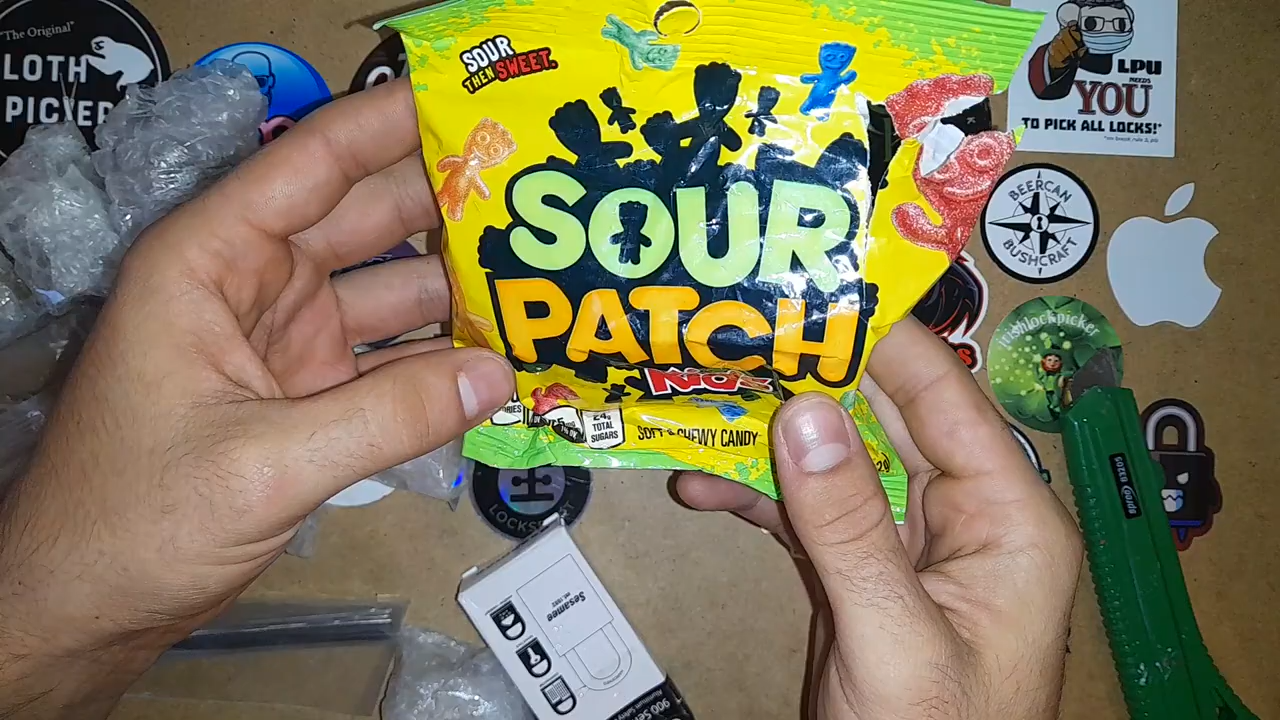 "The Original"
LOTH
PICKER
SOUR
THEN SWEET.
SOUR
PATCH
KiDS
24g
TOTAL
SUGARS
SOFT & CHEWY CANDY
LPU
NEEDS
YOU
TO PICK ALL LOCKS!*
BEERCAN
BUSHCRAFT
irishlockpicker
Sesamee